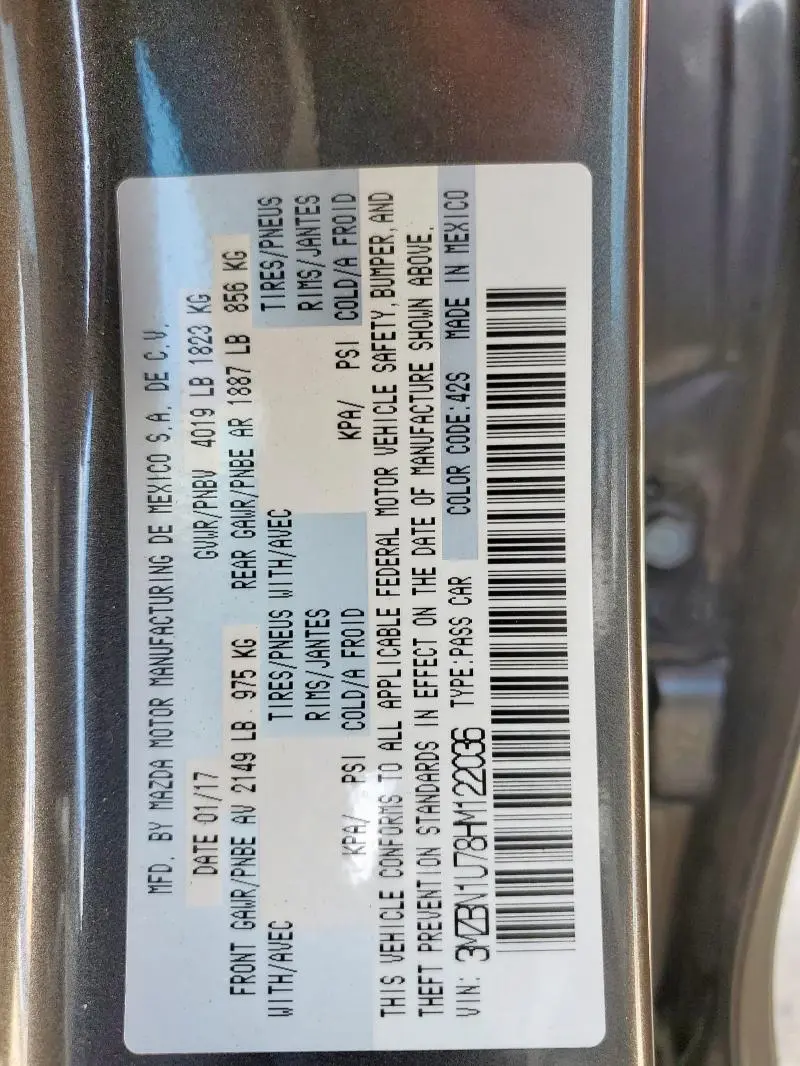 MFD. BY MAZDA MOTOR MANUFACTURING DE MEXICO S.A. DE C.V.
DATE 01/17 GVWR/PNBV 4019 LB 1823 KG
FRONT GAWR/PNBE AV 2149 LB 975 KG REAR GAWR/PNBE AR 1887 LB 856 KG
WITH/AVEC TIRES/PNEUS WITH/AVEC TIRES/PNEUS
RIMS/JANTES RIMS/JANTES
KPA/ PSI COLD/A FROID KPA/ PSI COLD/A FROID
THIS VEHICLE CONFORMS TO ALL APPLICABLE FEDERAL MOTOR VEHICLE SAFETY, BUMPER, AND
THEFT PREVENTION STANDARDS IN EFFECT ON THE DATE OF MANUFACTURE SHOWN ABOVE.
VIN: 3MZBN1U78HM122036 TYPE:PASS CAR COLOR CODE:42S MADE IN MEXICO